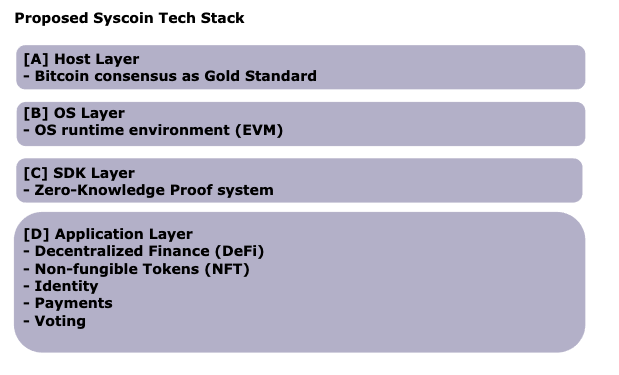 Proposed Syscoin Tech Stack
[A] Host Layer
- Bitcoin consensus as Gold Standard
[B] OS Layer
- OS runtime environment (EVM)
[C] SDK Layer
- Zero-Knowledge Proof system
[D] Application Layer
- Decentralized Finance (DeFi)
- Non-fungible Tokens (NFT)
- Identity
- Payments
- Voting